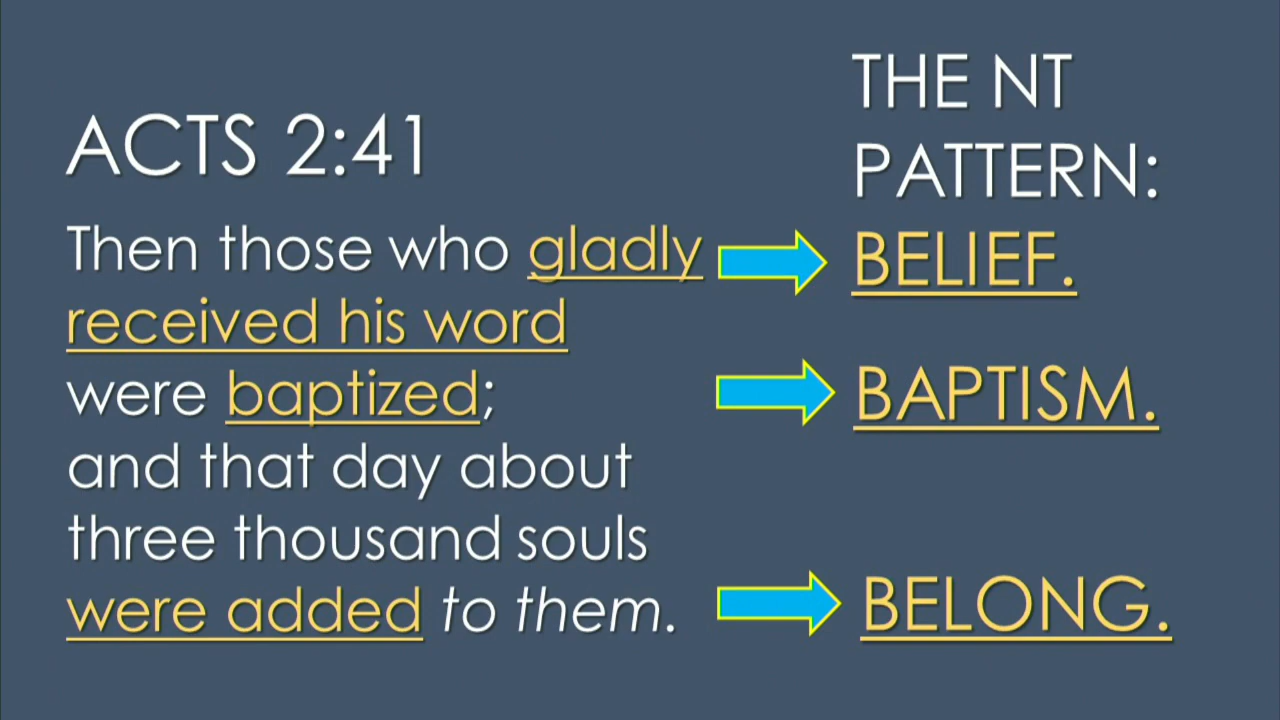 ACTS 2:41
Then those who gladly
received his word
were baptized;
and that day about
three thousand souls
were added to them.
THE NT
PATTERN:
BELIEF.
BAPTISM.
BELONG.